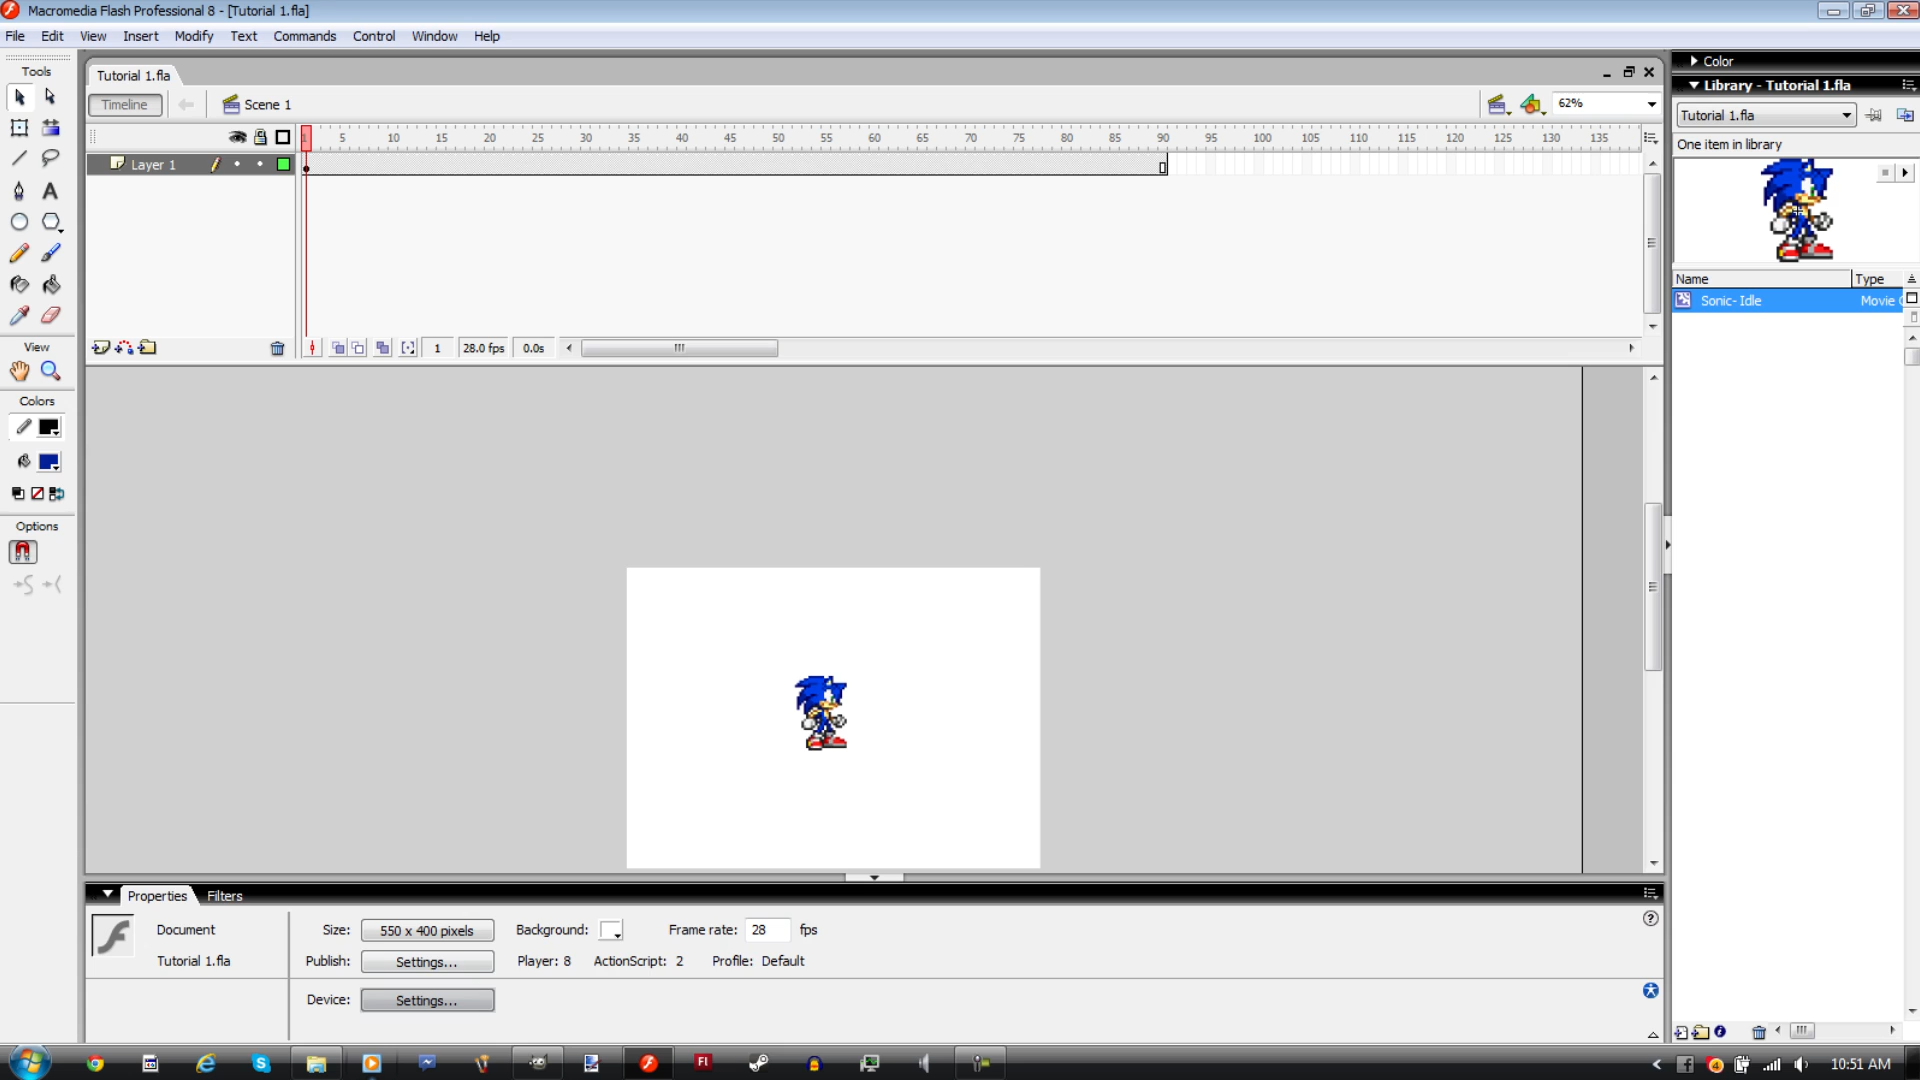 Macromedia Flash Professional 8 - [Tutorial 1.fla]
File Edit View Insert Modify Text Commands Control Window Help
Tools
Tutorial 1.fla
Timeline
Scene 1
62%
5 10 15 20 25 30 35 40 45 50 55 60 65 70 75 80 85 90 95 100 105 110 115 120 125 130 135
Layer 1
1 28.0 fps 0.0s
View
Colors
Options
Color
Library - Tutorial 1.fla
Tutorial 1.fla
One item in library
Name Type
Sonic- Idle Movie
Properties Filters
Document Size: 550 x 400 pixels Background: Frame rate: 28 fps
Tutorial 1.fla Publish: Settings... Player: 8 ActionScript: 2 Profile: Default
Device: Settings...
10:51 AM